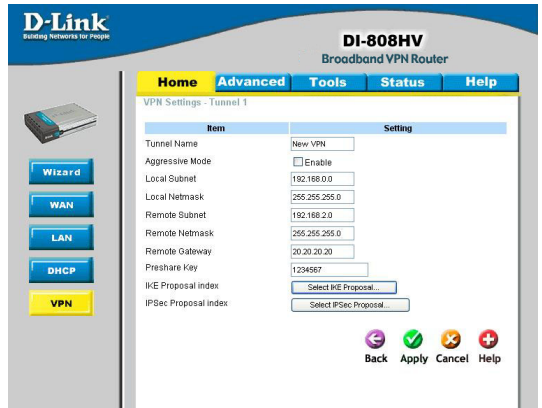 D-Link
Building Networks for People
DI-808HV
Broadband VPN Router
Home Advanced Tools Status Help
VPN Settings - Tunnel 1
Item Setting
Tunnel Name New VPN
Aggressive Mode Enable
Local Subnet 192.168.0.0
Local Netmask 255.255.255.0
Remote Subnet 192.168.2.0
Remote Netmask 255.255.255.0
Remote Gateway 20.20.20.20
Preshare Key 1234567
IKE Proposal index Select IKE Proposal...
IPSec Proposal index Select IPSec Proposal...
Wizard
WAN
LAN
DHCP
VPN
Back Apply Cancel Help